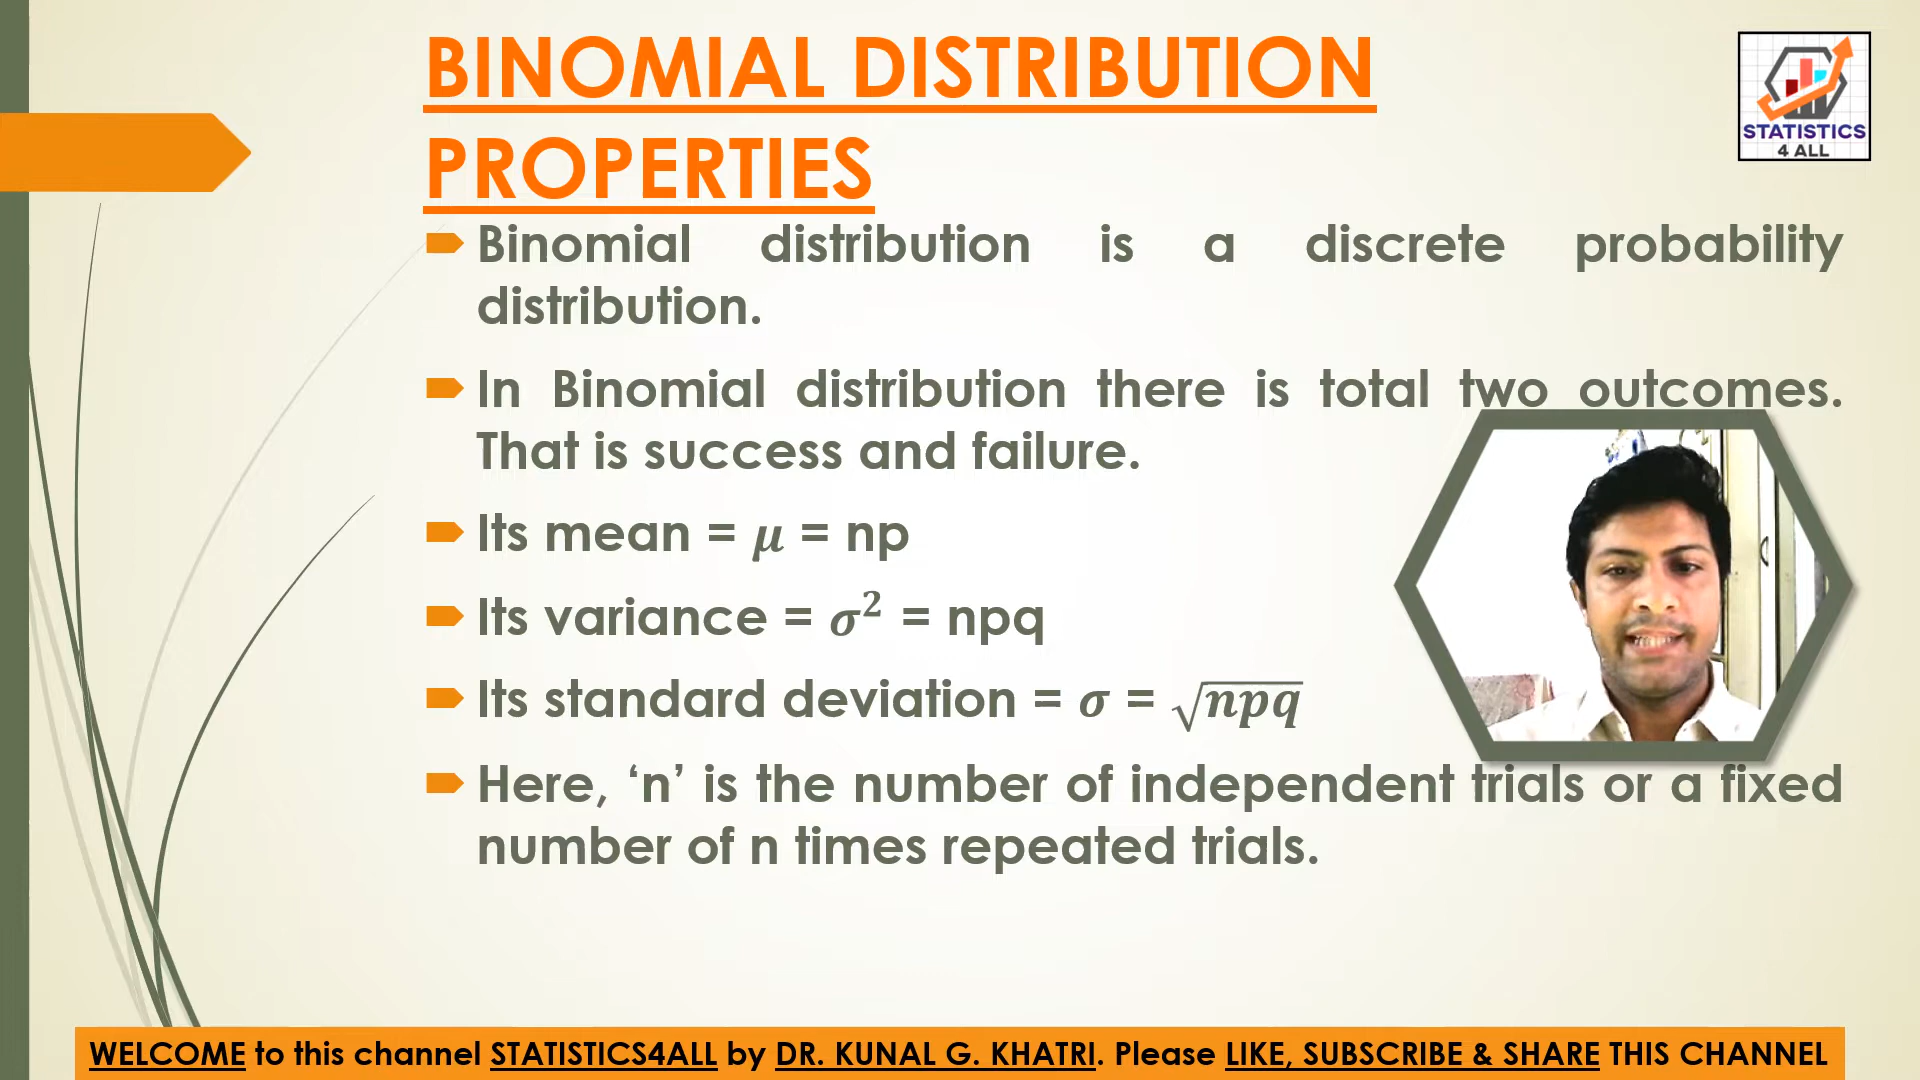 BINOMIAL DISTRIBUTION
PROPERTIES
STATISTICS
4 ALL
Binomial distribution is a discrete probability
distribution.
In Binomial distribution there is total two outcomes.
That is success and failure.
Its mean = μ = np
Its variance = σ² = npq
Its standard deviation = σ = √npq
Here, ‘n’ is the number of independent trials or a fixed
number of n times repeated trials.
WELCOME to this channel STATISTICS4ALL by DR. KUNAL G. KHATRI. Please LIKE, SUBSCRIBE & SHARE THIS CHANNEL